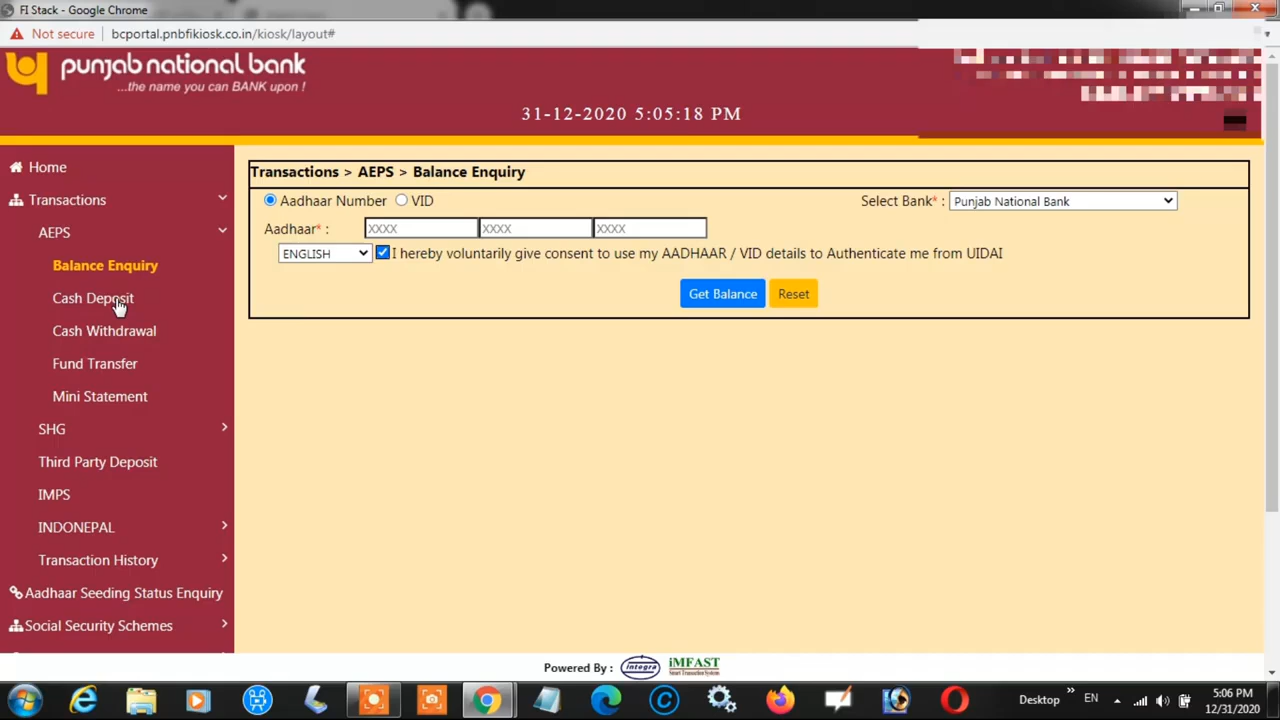 FI Stack - Google Chrome
Not secure bcportal.pnbfikiosk.co.in/kiosk/layout#
punjab national bank
...the name you can BANK upon !
31-12-2020 5:05:18 PM
Home
Transactions
AEPS
Balance Enquiry
Cash Deposit
Cash Withdrawal
Fund Transfer
Mini Statement
SHG
Third Party Deposit
IMPS
INDONEPAL
Transaction History
Aadhaar Seeding Status Enquiry
Social Security Schemes
Transactions > AEPS > Balance Enquiry
Aadhaar Number VID Select Bank* : Punjab National Bank
Aadhaar* : XXXX XXXX XXXX
ENGLISH I hereby voluntarily give consent to use my AADHAAR / VID details to Authenticate me from UIDAI
Get Balance Reset
Powered By : integra iMFAST
Smart Transaction Systems
Desktop EN 5:06 PM
12/31/2020